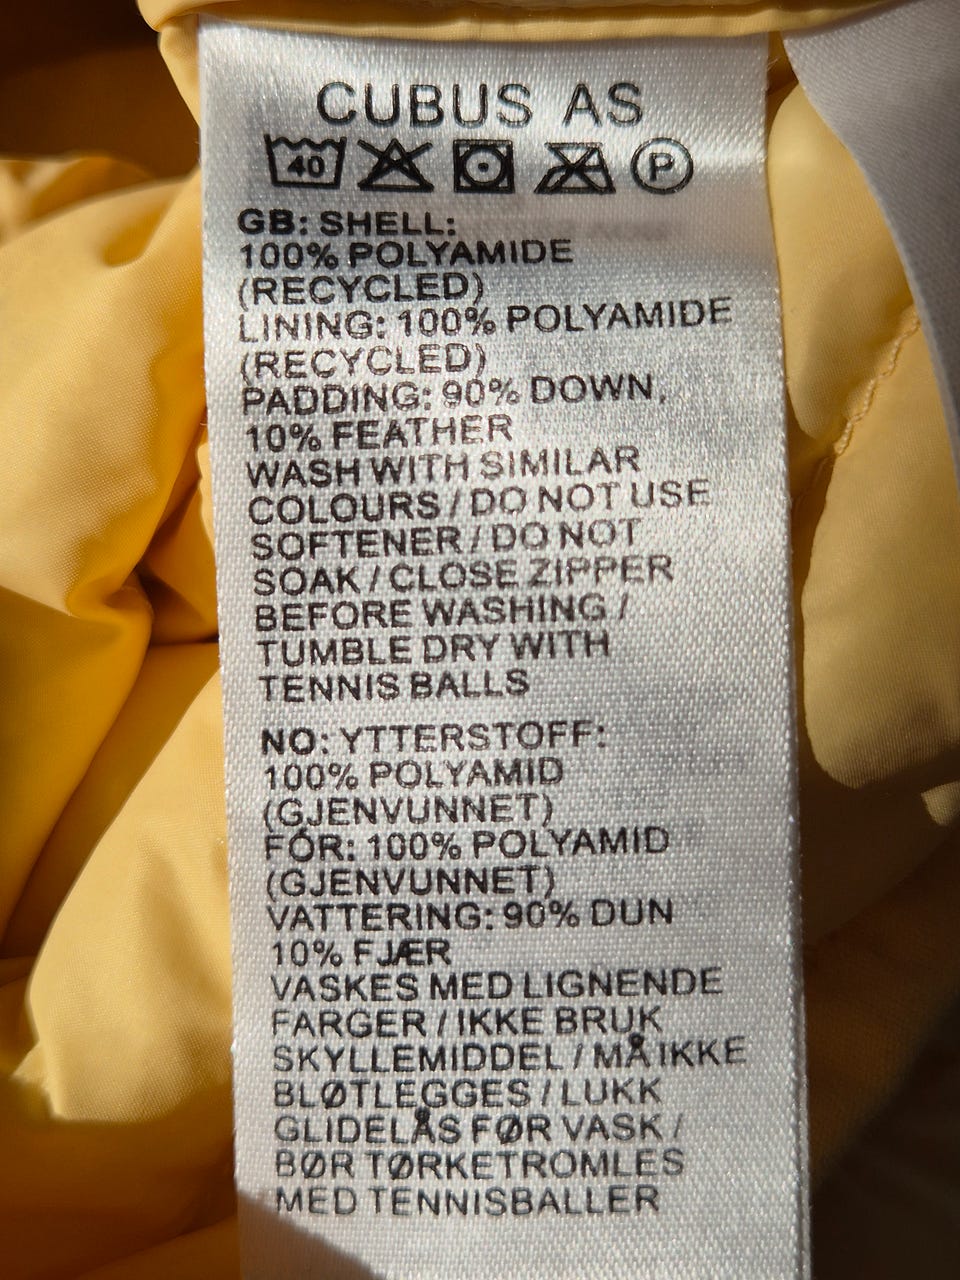 CUBUS AS
40 P
GB: SHELL:
100% POLYAMIDE
(RECYCLED)
LINING: 100% POLYAMIDE
(RECYCLED)
PADDING: 90% DOWN,
10% FEATHER
WASH WITH SIMILAR
COLOURS / DO NOT USE
SOFTENER / DO NOT
SOAK / CLOSE ZIPPER
BEFORE WASHING /
TUMBLE DRY WITH
TENNIS BALLS
NO: YTTERSTOFF:
100% POLYAMID
(GJENVUNNET)
FÓR: 100% POLYAMID
(GJENVUNNET)
VATTERING: 90% DUN
10% FJÆR
VASKES MED LIGNENDE
FARGER / IKKE BRUK
SKYLLEMIDDEL / MÅ IKKE
BLØTLEGGES / LUKK
GLIDELÅS FØR VASK /
BØR TØRKETROMLES
MED TENNISBALLER